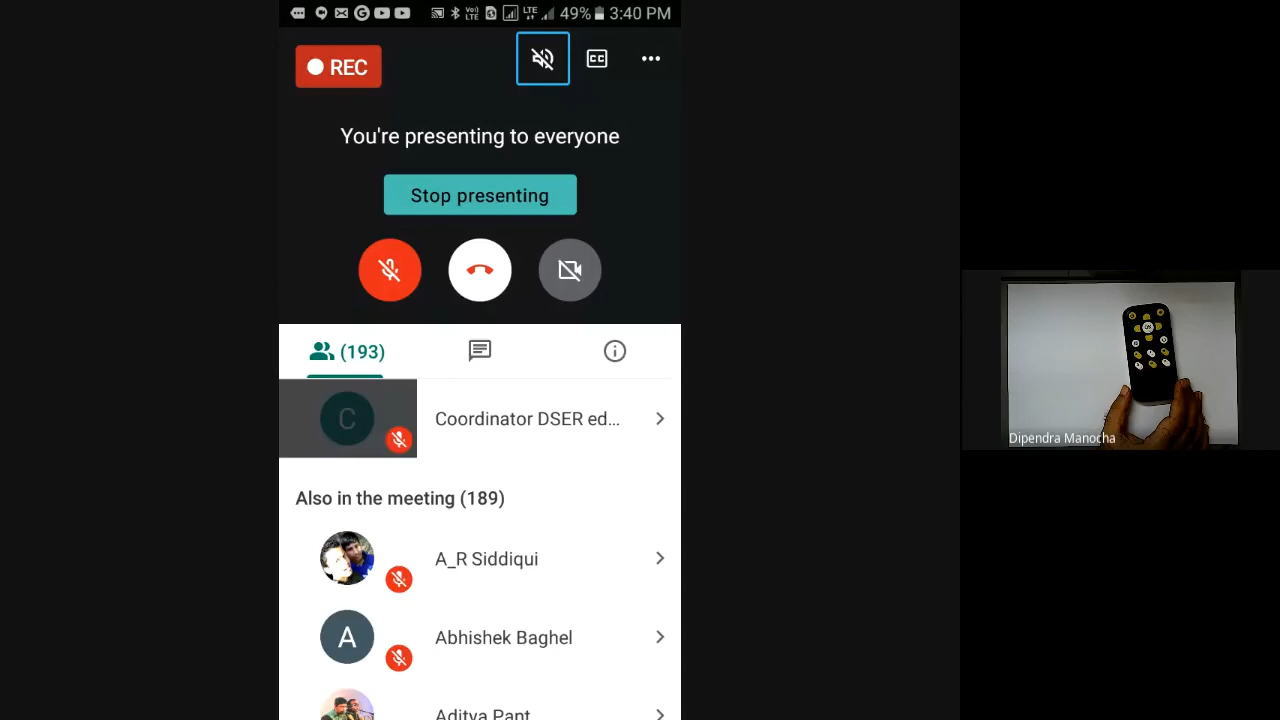 49% 3:40 PM
REC
CC
You're presenting to everyone
Stop presenting
(193)
C
Coordinator DSER ed...
Also in the meeting (189)
A_R Siddiqui
A
Abhishek Baghel
Aditya Pant
Dipendra Manocha